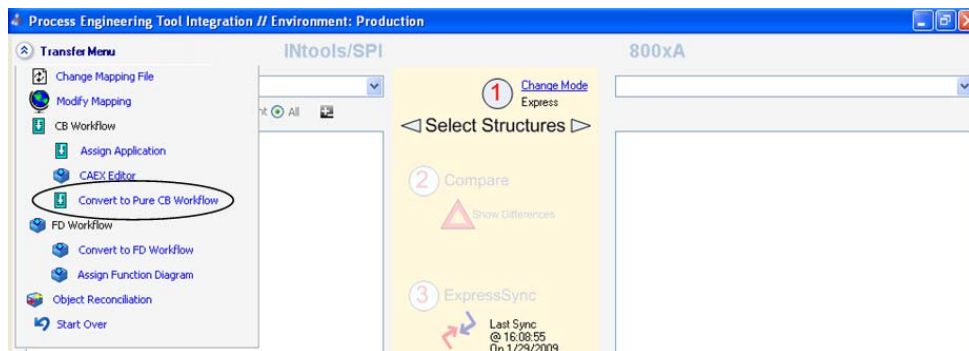 Process Engineering Tool Integration // Environment: Production
Transfer Menu
INtools/SPI
800xA
Change Mapping File
Modify Mapping
CB Workflow
Assign Application
CAEX Editor
Convert to Pure CB Workflow
FD Workflow
Convert to FD Workflow
Assign Function Diagram
Object Reconciliation
Start Over
All
1
Change Mode
Express
Select Structures
2
Compare
Show Differences
3
ExpressSync
Last Sync
@ 16:08:55
On 1/29/2009